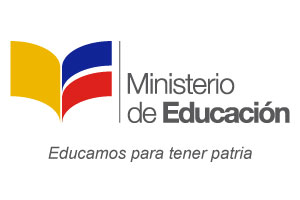 Ministerio
de Educación
Educamos para tener patria